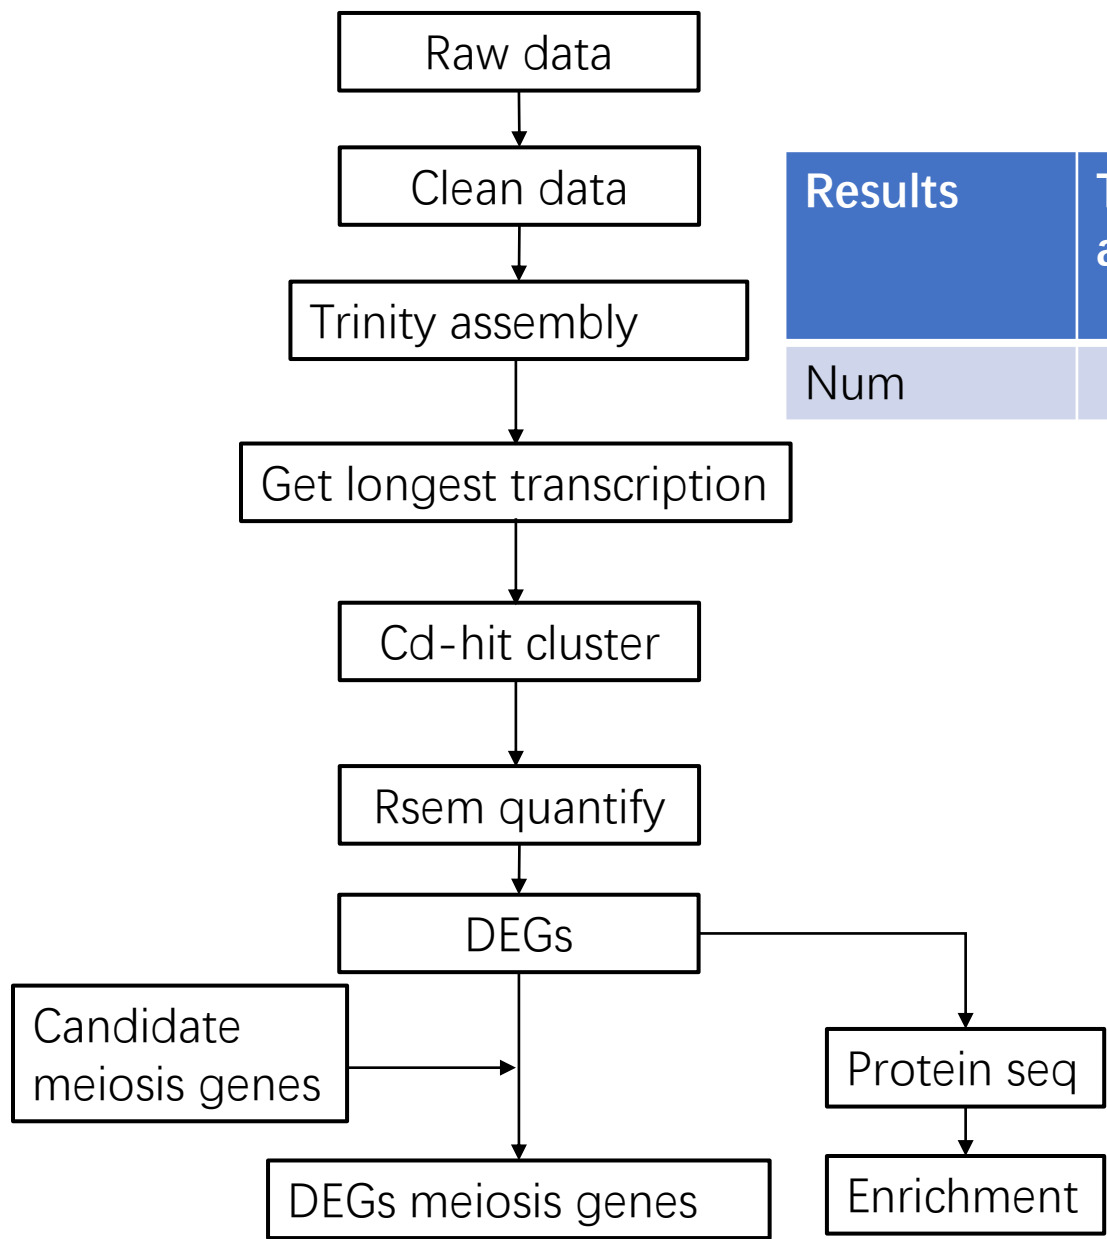 Raw data
Clean data
Results
Trinity assembly
Num
Get longest transcription
Cd-hit cluster
Rsem quantify
DEGs
Candidate
meiosis genes
Protein seq
DEGs meiosis genes
Enrichment